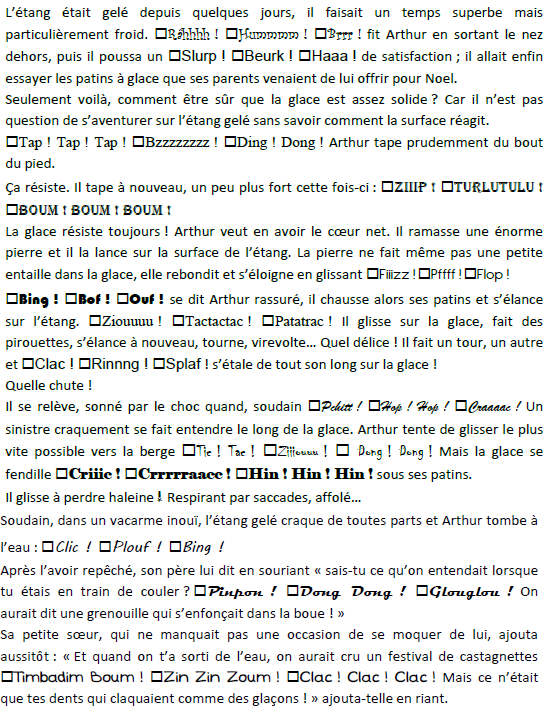 L'étang était gelé depuis quelques jours, il faisait un temps superbe mais
particulièrement froid. ☐Rahhhh ! ☐Hummmm ! ☐Brrr ! fit Arthur en sortant le nez
dehors, puis il poussa un ☐Slurp ! ☐Beurk ! ☐Haaa ! de satisfaction ; il allait enfin
essayer les patins à glace que ses parents venaient de lui offrir pour Noel.
Seulement voilà, comment être sûr que la glace est assez solide ? Car il n'est pas
question de s'aventurer sur l'étang gelé sans savoir comment la surface réagit.
☐Tap ! Tap ! Tap ! ☐Bzzzzzzzz ! ☐Ding ! Dong ! Arthur tape prudemment du bout
du pied.
Ça résiste. Il tape à nouveau, un peu plus fort cette fois-ci : ☐ZIIIP ! ☐TURLUTULU !
☐BOUM ! BOUM ! BOUM !
La glace résiste toujours ! Arthur veut en avoir le cœur net. Il ramasse une énorme
pierre et il la lance sur la surface de l'étang. La pierre ne fait même pas une petite
entaille dans la glace, elle rebondit et s'éloigne en glissant ☐Fiiizz ! ☐Pffff ! ☐Flop !
☐Bing ! ☐Bof ! ☐Ouf ! se dit Arthur rassuré, il chausse alors ses patins et s'élance
sur l'étang. ☐Ziouuuu ! ☐Tactactac ! ☐Patatrac ! Il glisse sur la glace, fait des
pirouettes, s'élance à nouveau, tourne, virevolte… Quel délice ! Il fait un tour, un autre
et ☐Clac ! ☐Rinnng ! ☐Splaf ! s'étale de tout son long sur la glace !
Quelle chute !
Il se relève, sonné par le choc quand, soudain ☐Pchitt ! ☐Hop ! Hop ! ☐Craaaac ! Un
sinistre craquement se fait entendre le long de la glace. Arthur tente de glisser le plus
vite possible vers la berge ☐Tic ! Tac ! ☐Ziiiouuu ! ☐ Dong ! Dong ! Mais la glace se
fendille ☐Criiic ! ☐Crrrrraacc ! ☐Hin ! Hin ! Hin ! sous ses patins.
Il glisse à perdre haleine ! Respirant par saccades, affolé…
Soudain, dans un vacarme inouï, l'étang gelé craque de toutes parts et Arthur tombe à
l'eau : ☐Clic ! ☐Plouf ! ☐Bing !
Après l'avoir repêché, son père lui dit en souriant « sais-tu ce qu'on entendait lorsque
tu étais en train de couler ? ☐Pinpon ! ☐Dong Dong ! ☐Glouglou ! On
aurait dit une grenouille qui s'enfonçait dans la boue ! »
Sa petite sœur, qui ne manquait pas une occasion de se moquer de lui, ajouta
aussitôt : « Et quand on t'a sorti de l'eau, on aurait cru un festival de castagnettes
☐Timbadim Boum ! ☐Zin Zin Zoum ! ☐Clac ! Clac ! Clac ! Mais ce n'était
que tes dents qui claquaient comme des glaçons ! » ajouta-telle en riant.